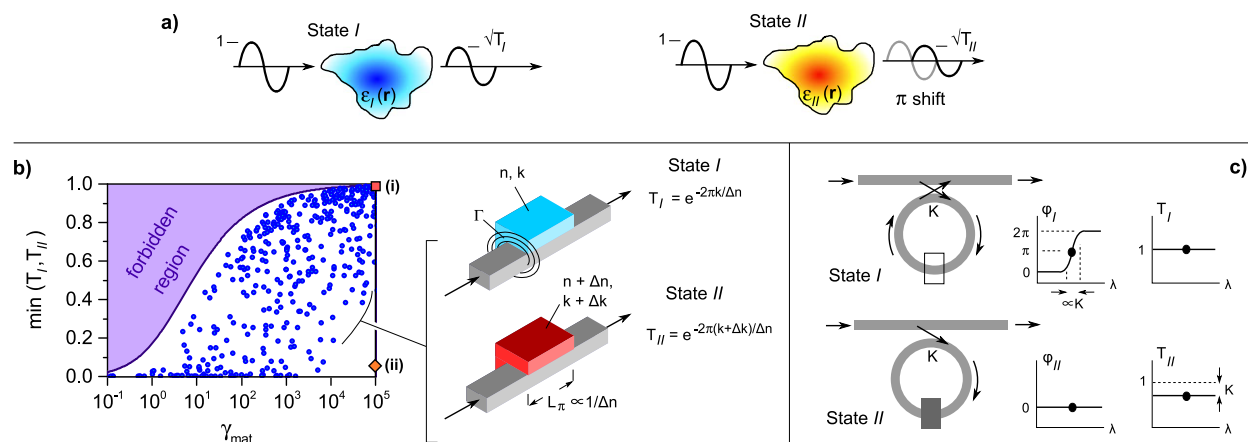 a)
State I
1
√T_I
ε_I (r)
State II
1
√T_II
ε_II (r)
π shift
b)
min (T_I, T_II)
1.0
0.8
0.6
0.4
0.2
0.0
forbidden
region
(i)
(ii)
10^-1
10^0
10^1
10^2
10^3
10^4
10^5
γ_mat
n, k
Γ
State I
T_I = e^-2πk/Δn
n + Δn,
k + Δk
State II
T_II = e^-2π(k+Δk)/Δn
L_π ∝ 1/Δn
c)
K
State I
φ_I
2π
π
0
λ
∝K
T_I
1
λ
K
State II
φ_II
0
λ
T_II
1
K
λ